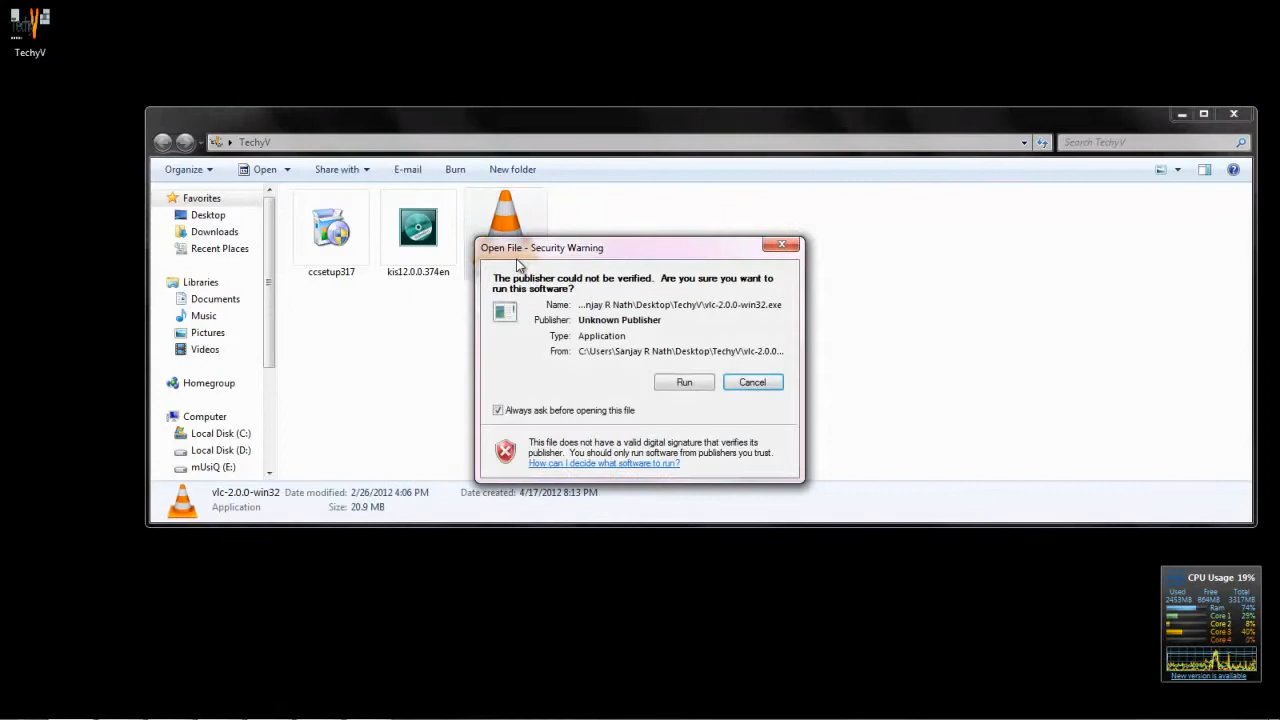 TechyV
TechyV
Search TechyV
Organize
Open
Share with
E-mail
Burn
New folder
Favorites
Desktop
Downloads
Recent Places
Libraries
Documents
Music
Pictures
Videos
Homegroup
Computer
Local Disk (C:)
Local Disk (D:)
mUsiQ (E:)
ccsetup317
kis12.0.0.374en
Open File - Security Warning
The publisher could not be verified. Are you sure you want to
run this software?
Name: ...njay R Nath\Desktop\TechyV\vlc-2.0.0-win32.exe
Publisher: Unknown Publisher
Type: Application
From: C:\Users\Sanjay R Nath\Desktop\TechyV\vlc-2.0.0...
Run
Cancel
Always ask before opening this file
This file does not have a valid digital signature that verifies its
publisher. You should only run software from publishers you trust.
How can I decide what software to run?
vlc-2.0.0-win32 Date modified: 2/26/2012 4:06 PM Date created: 4/17/2012 8:13 PM
Application Size: 20.9 MB
CPU Usage 19%
Used Free Total
2453MB 864MB 3317MB
Ram 74%
Core 1 29%
Core 2 8%
Core 3 40%
Core 4 0%
New version is available